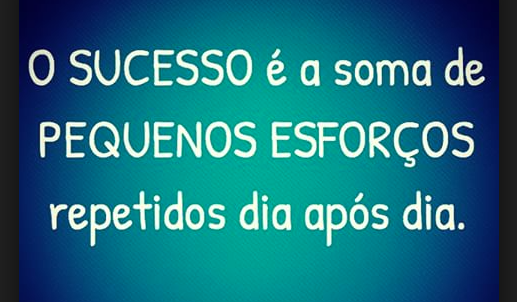 O SUCESSO é a soma de
PEQUENOS ESFORÇOS
repetidos dia após dia.